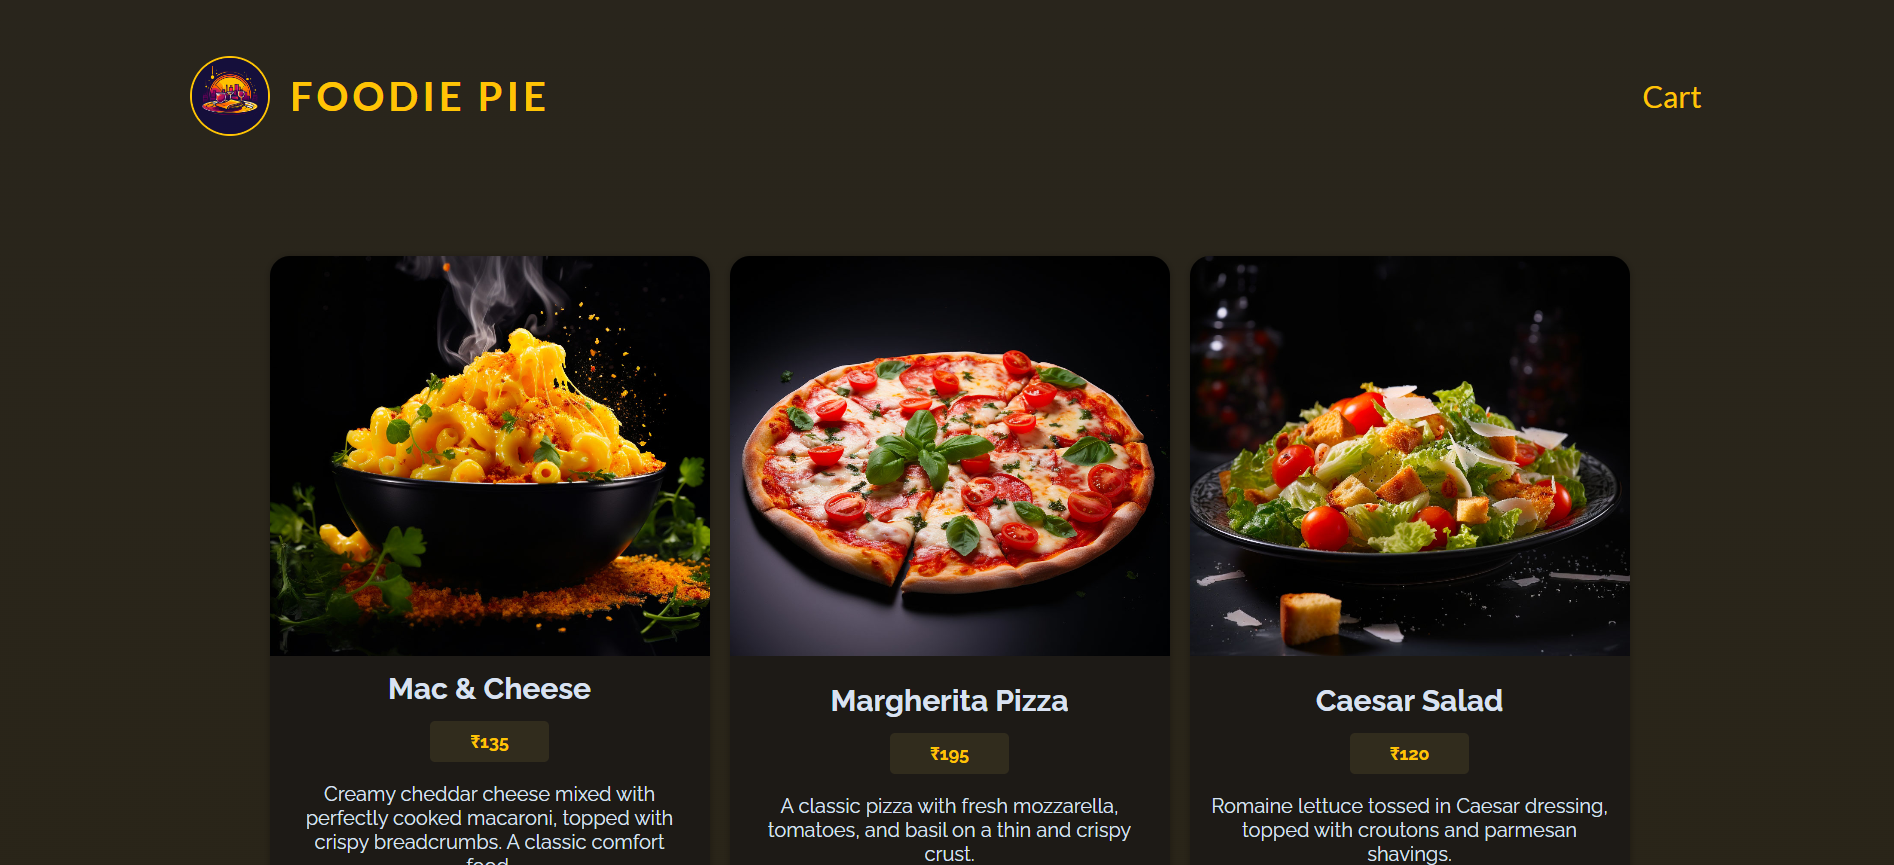 FOODIE PIE
Cart
Mac & Cheese
₹135
Creamy cheddar cheese mixed with
perfectly cooked macaroni, topped with
crispy breadcrumbs. A classic comfort
food.
Margherita Pizza
₹195
A classic pizza with fresh mozzarella,
tomatoes, and basil on a thin and crispy
crust.
Caesar Salad
₹120
Romaine lettuce tossed in Caesar dressing,
topped with croutons and parmesan
shavings.